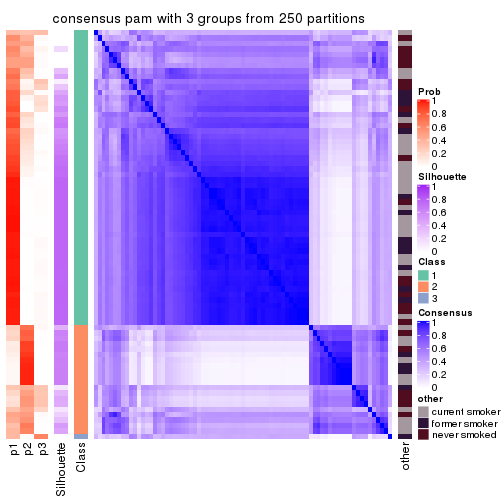 consensus pam with 3 groups from 250 partitions
Prob
1
0.8
0.6
0.4
0.2
0
Silhouette
1
0.8
0.6
0.4
0.2
0
Class
1
2
3
Consensus
1
0.8
0.6
0.4
0.2
0
other
current smoker
former smoker
never smoked
p1
p2
p3
Silhouette
Class
other